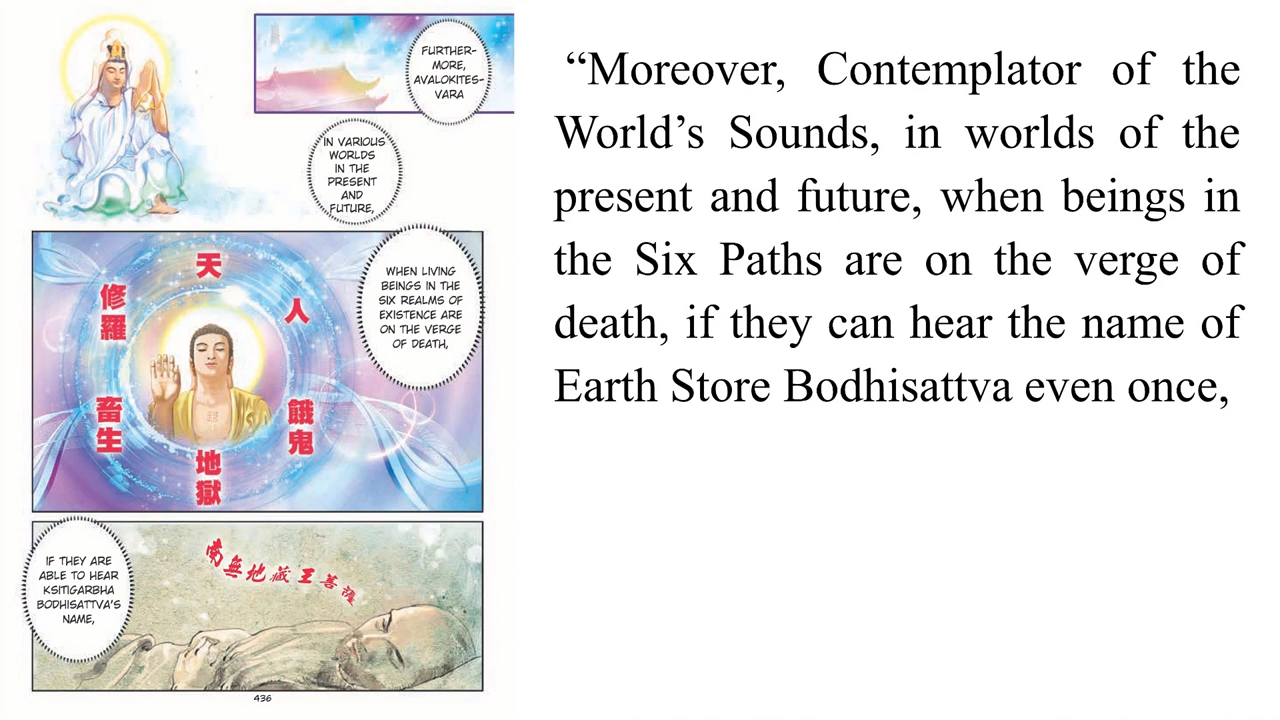 FURTHER-
MORE,
AVALOKITES-
VARA
IN VARIOUS
WORLDS
IN THE
PRESENT
AND
FUTURE,
WHEN LIVING
BEINGS IN THE
SIX REALMS OF
EXISTENCE ARE
ON THE VERGE
OF DEATH,
天
人
餓鬼
地獄
畜生
修羅
IF THEY ARE
ABLE TO HEAR
KSITIGARBHA
BODHISATTVA'S
NAME,
南無地藏王菩薩
436
“Moreover, Contemplator of the
World’s Sounds, in worlds of the
present and future, when beings in
the Six Paths are on the verge of
death, if they can hear the name of
Earth Store Bodhisattva even once,